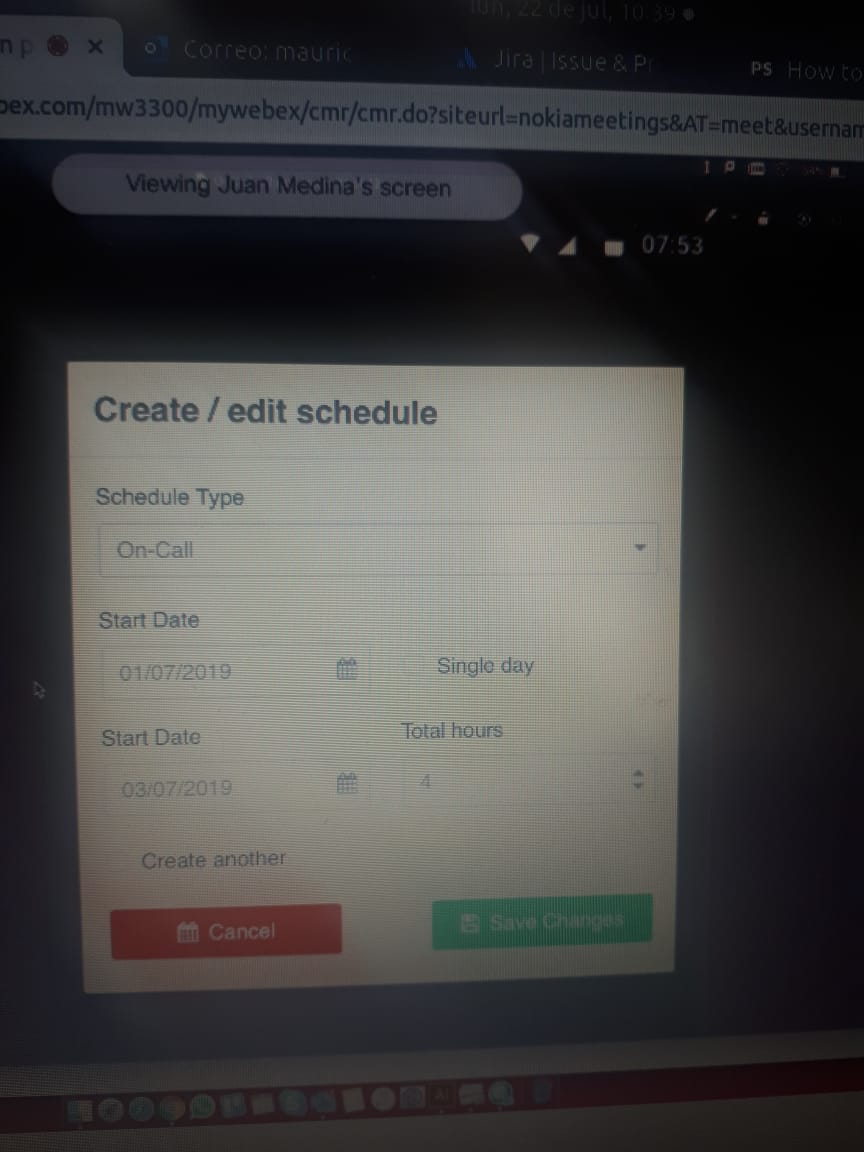 lun, 22 de jul, 10:39
Correo: mauric
Jira | Issue & Pr
PS How to
bex.com/mw3300/mywebex/cmr/cmr.do?siteurl=nokiameetings&AT=meet&usernam
Viewing Juan Medina's screen
07:53
Create / edit schedule
Schedule Type
On-Call
Start Date
01/07/2019
Single day
Start Date
Total hours
03/07/2019
4
Create another
Cancel
Save Changes